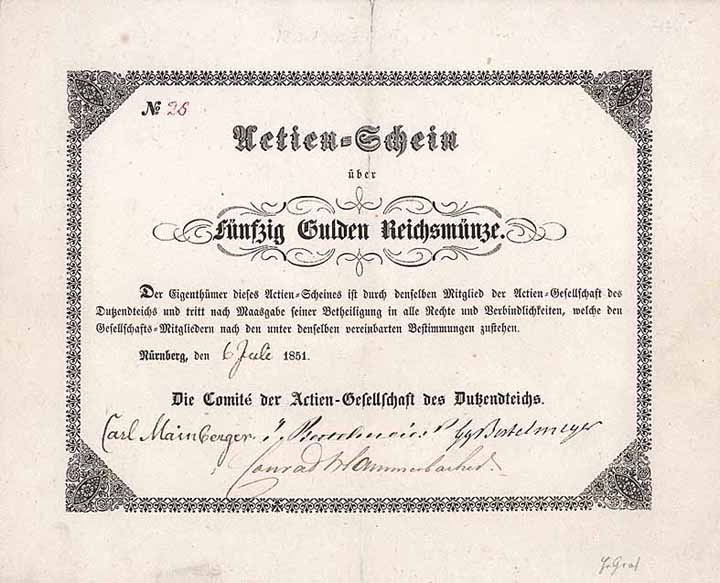 № 28
Actien-Schein
über
Fünfzig Gulden Reichsmünze.
Der Eigenthümer dieses Actien-Scheines ist durch denselben Mitglied der Actien-Gesellschaft des
Dutzendteichs und tritt nach Maasgabe seiner Betheiligung in alle Rechte und Verbindlichkeiten, welche den
Gesellschafts-Mitgliedern nach den unter denselben vereinbarten Bestimmungen zustehen.
Nürnberg, den 6 Juli 1851.
Die Comité der Actien-Gesellschaft des Dutzendteichs.
Carl Mainberger Bertelmeyer
Conrad Hammerbacher